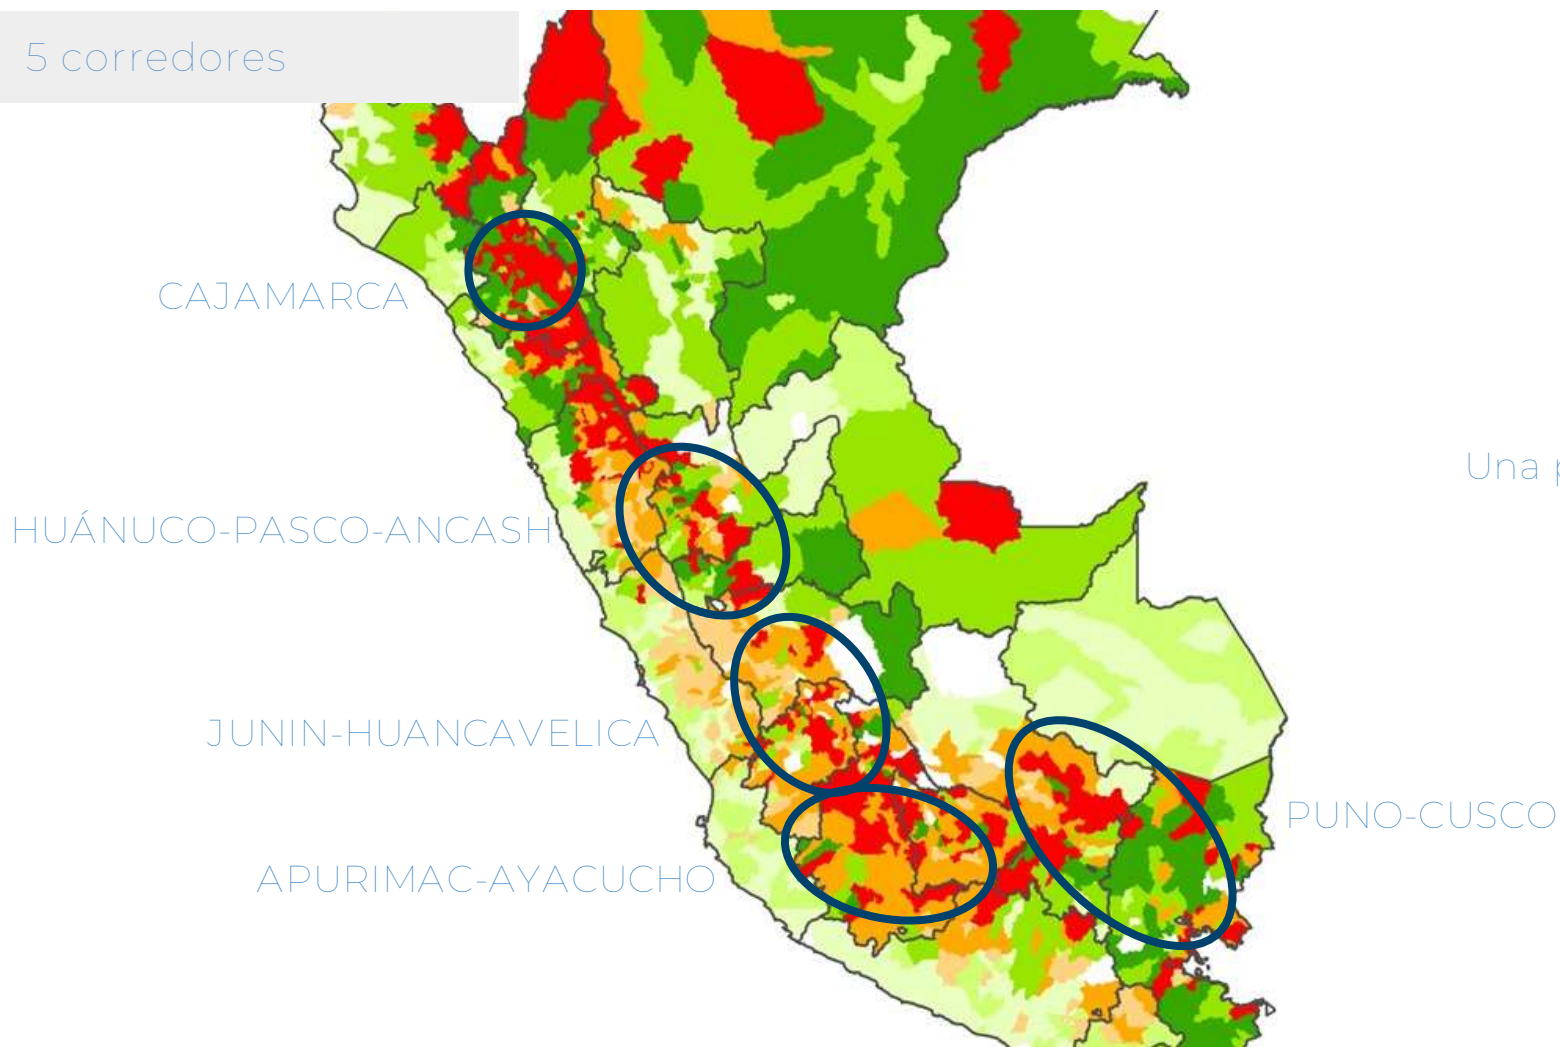 5 corredores
CAJAMARCA
Una
HUÁNUCO-PASCO-ANCASH
JUNIN-HUANCAVELICA
PUNO-CUSCO
APURIMAC-AYACUCHO